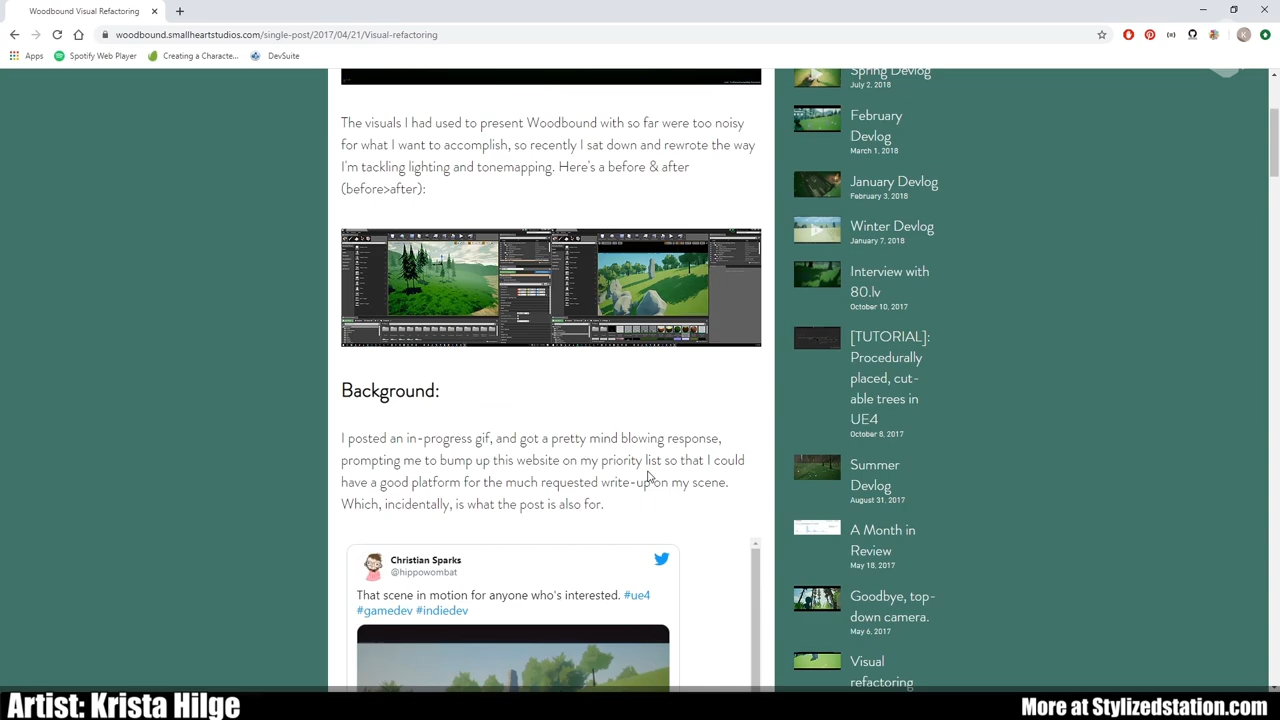 Woodbound Visual Refactoring
woodbound.smallheartstudios.com/single-post/2017/04/21/Visual-refactoring
K
Apps
Spotify Web Player
Creating a Characte...
DevSuite
The visuals I had used to present Woodbound with so far were too noisy
for what I want to accomplish, so recently I sat down and rewrote the way
I'm tackling lighting and tonemapping. Here's a before & after
(before>after):
Background:
I posted an in-progress gif, and got a pretty mind blowing response,
prompting me to bump up this website on my priority list so that I could
have a good platform for the much requested write-up on my scene.
Which, incidentally, is what the post is also for.
Christian Sparks
@hippowombat
That scene in motion for anyone who's interested. #ue4
#gamedev #indiedev
Spring Devlog
July 2, 2018
February
Devlog
March 1, 2018
January Devlog
February 3, 2018
Winter Devlog
January 7, 2018
Interview with
80.lv
October 10, 2017
[TUTORIAL]:
Procedurally
placed, cut-
able trees in
UE4
October 8, 2017
Summer
Devlog
August 31, 2017
A Month in
Review
May 18, 2017
Goodbye, top-
down camera.
May 6, 2017
Visual
refactoring
Artist: Krista Hilge
More at Stylizedstation.com